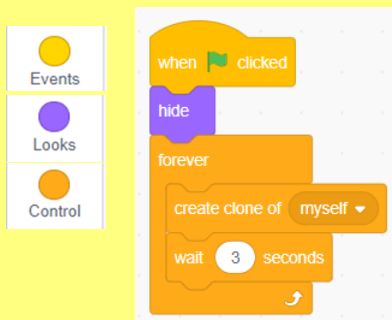 Events
Looks
Control
when clicked
hide
forever
create clone of myself
wait 3 seconds